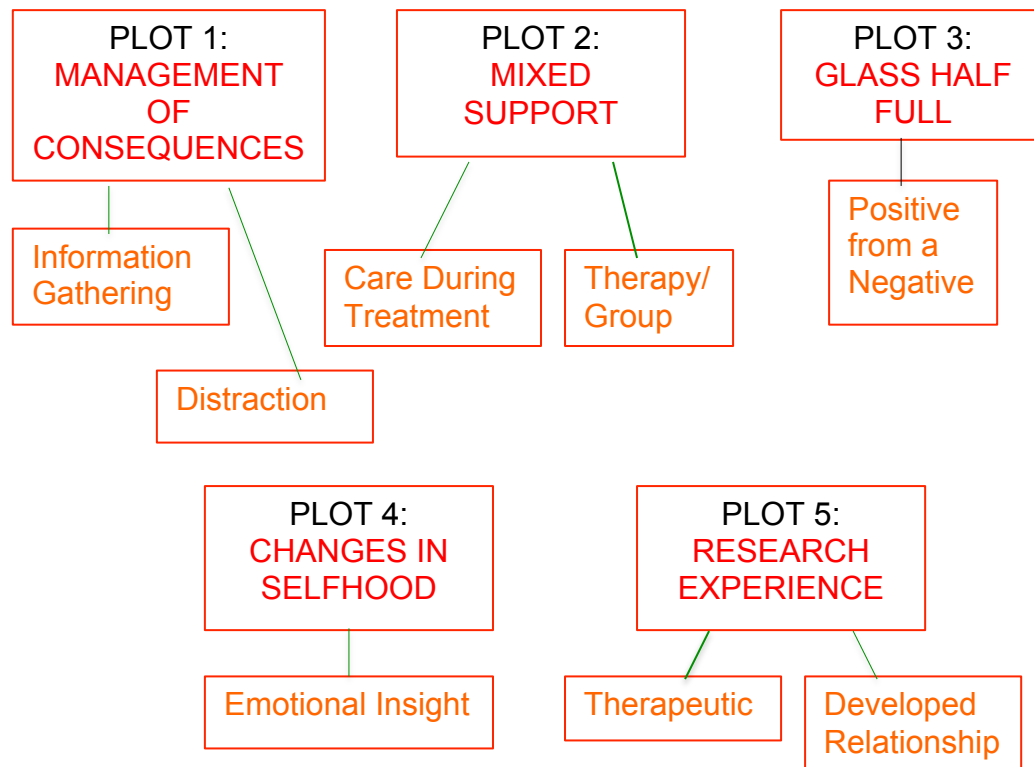 PLOT 1:
MANAGEMENT
OF
CONSEQUENCES
Information
Gathering
Distraction
PLOT 2:
MIXED
SUPPORT
Care During
Treatment
Therapy/
Group
PLOT 3:
GLASS HALF
FULL
Positive
from a
Negative
PLOT 4:
CHANGES IN
SELFHOOD
Emotional Insight
PLOT 5:
RESEARCH
EXPERIENCE
Therapeutic
Developed
Relationship